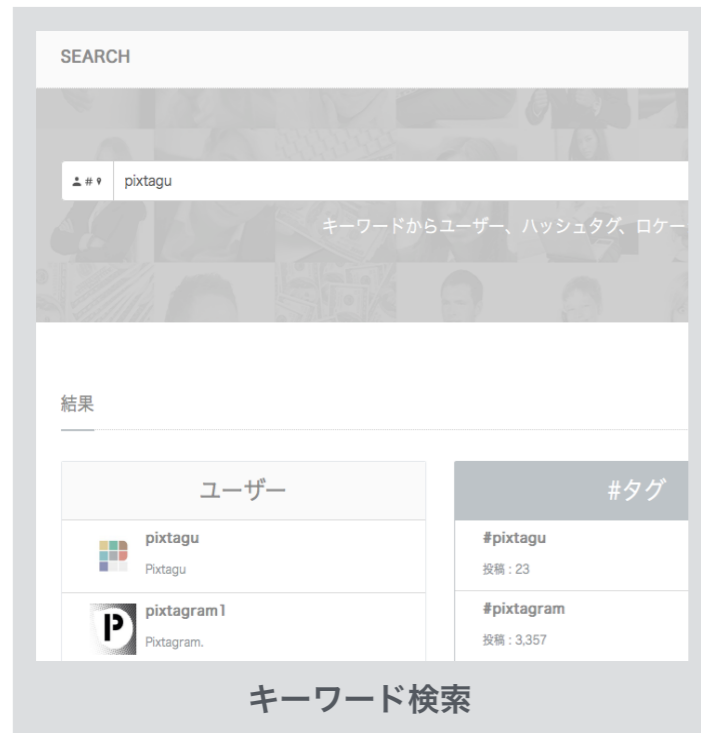 SEARCH
# pixtagu
キーワードからユーザー、ハッシュタグ、ロケー
結果
ユーザー
pixtagu
Pixtagu
pixtagram1
Pixtagram.
#タグ
#pixtagu
投稿 : 23
#pixtagram
投稿 : 3,357
キーワード検索